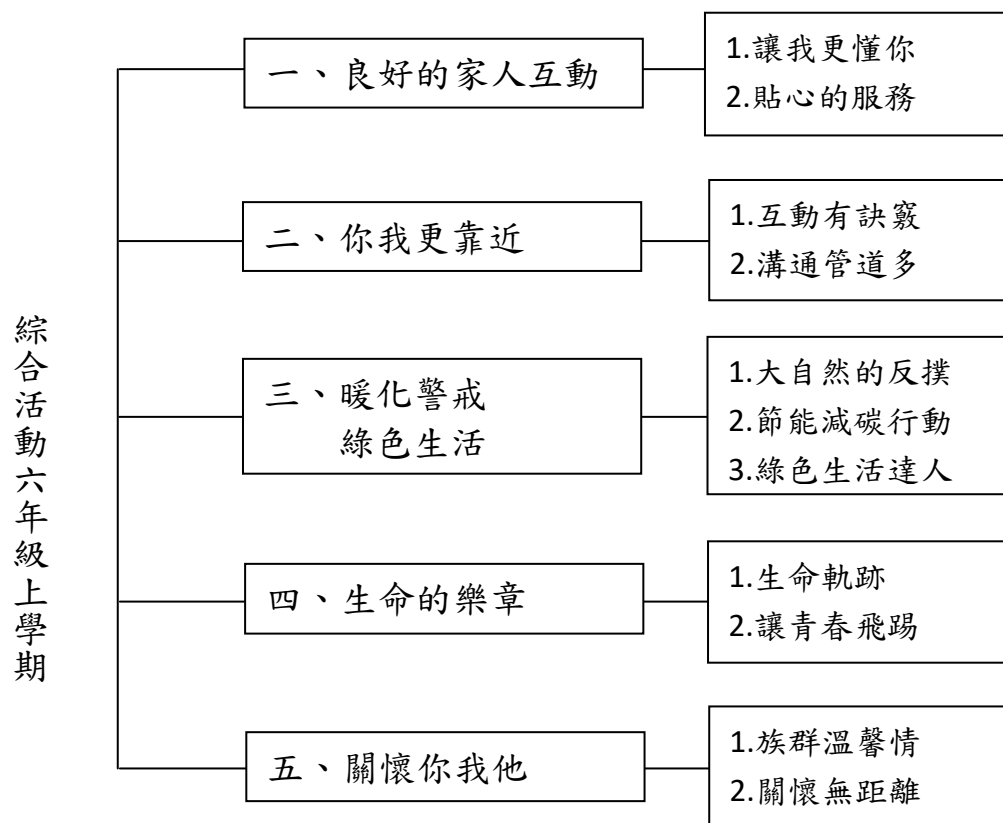 綜合活動六年級上學期
一、良好的家人互動
1.讓我更懂你
2.貼心的服務
二、你我更靠近
1.互動有訣竅
2.溝通管道多
三、暖化警戒
綠色生活
1.大自然的反撲
2.節能減碳行動
3.綠色生活達人
四、生命的樂章
1.生命軌跡
2.讓青春飛踢
五、關懷你我他
1.族群溫馨情
2.關懷無距離